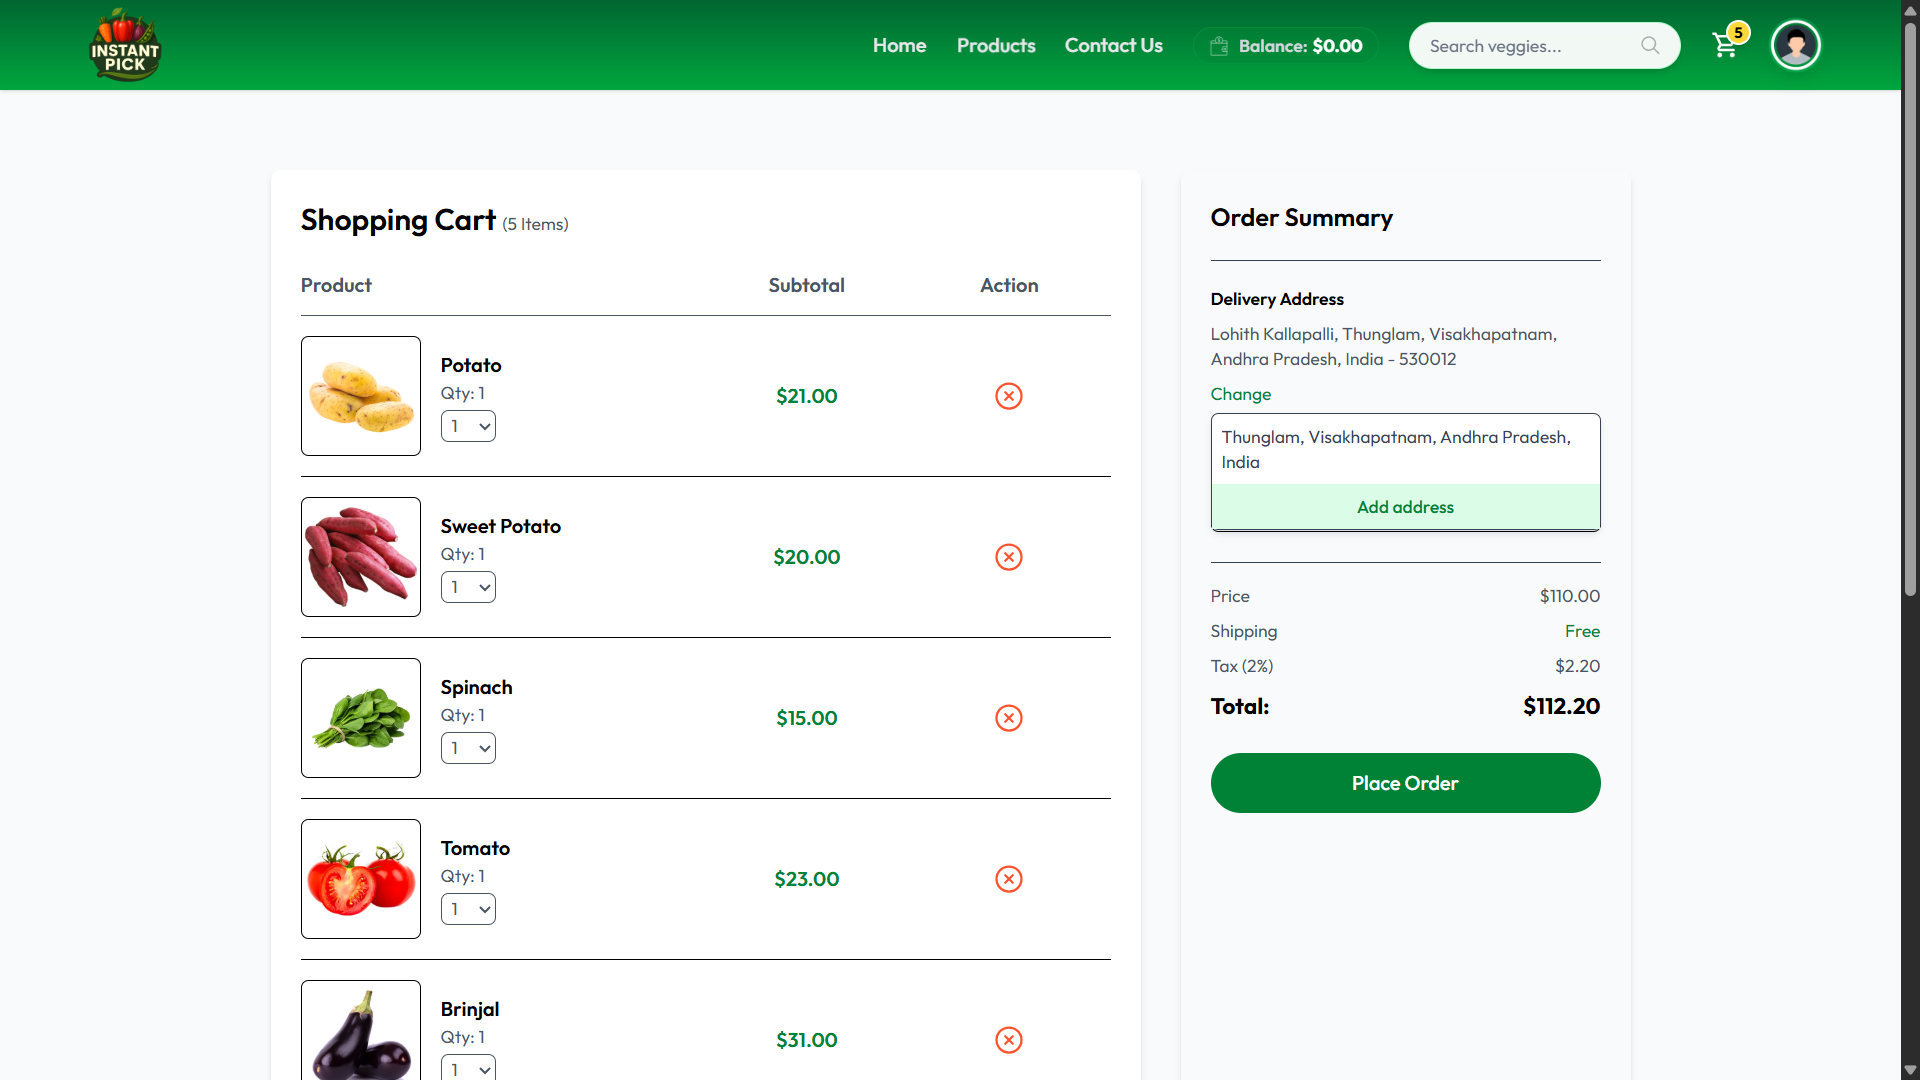 INSTANT
PICK
Home
Products
Contact Us
Balance: $0.00
Search veggies...
5
Shopping Cart (5 Items)
Product
Subtotal
Action
Potato
Qty: 1
1
$21.00
Sweet Potato
Qty: 1
1
$20.00
Spinach
Qty: 1
1
$15.00
Tomato
Qty: 1
1
$23.00
Brinjal
Qty: 1
1
$31.00
Order Summary
Delivery Address
Lohith Kallapalli, Thunglam, Visakhapatnam,
Andhra Pradesh, India - 530012
Change
Thunglam, Visakhapatnam, Andhra Pradesh,
India
Add address
Price
$110.00
Shipping
Free
Tax (2%)
$2.20
Total:
$112.20
Place Order